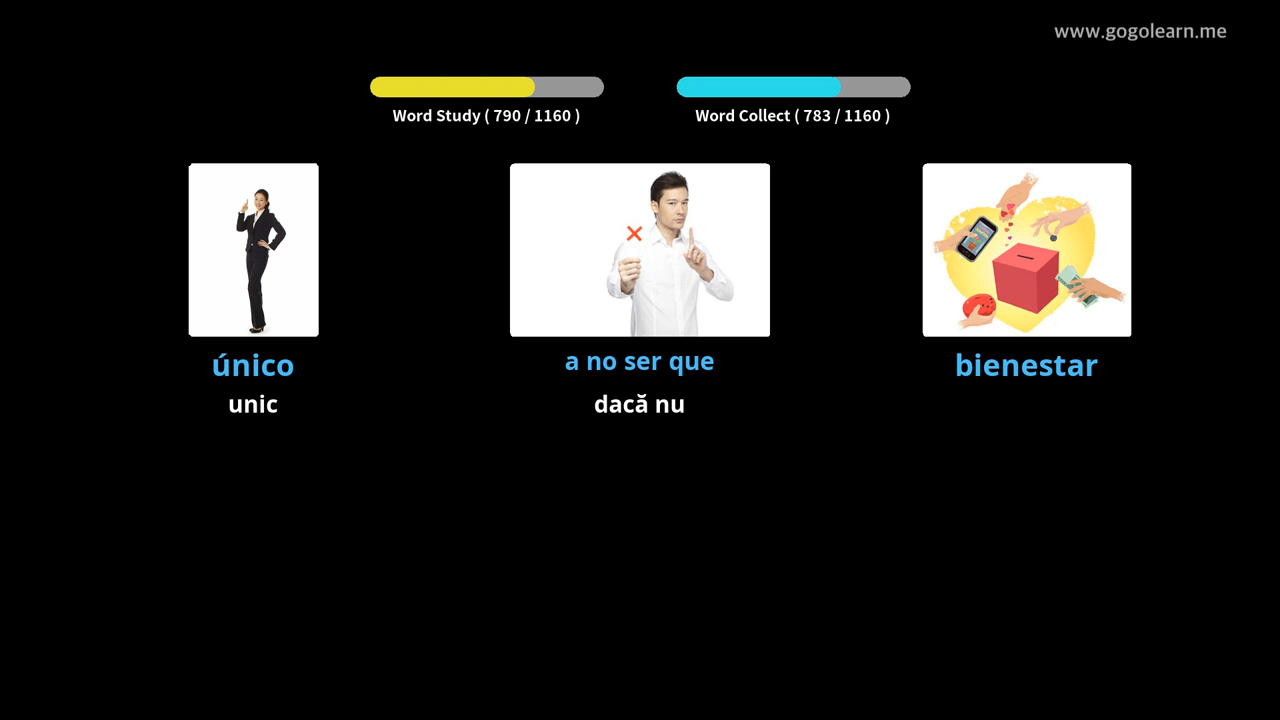 www.gogolearn.me
Word Study ( 790 / 1160 )
Word Collect ( 783 / 1160 )
único
unic
a no ser que
dacă nu
bienestar